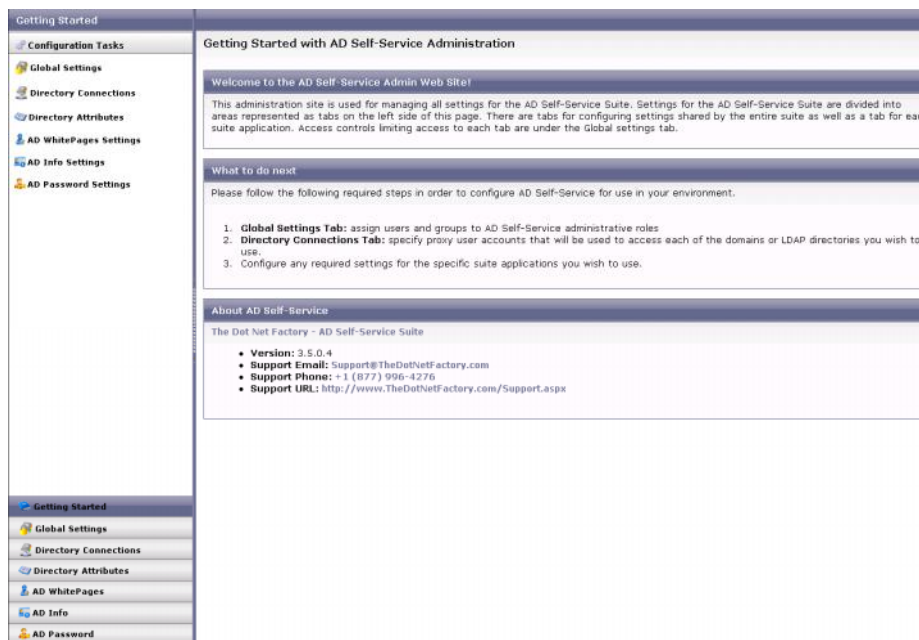 Getting Started
Configuration Tasks
Global Settings
Directory Connections
Directory Attributes
AD WhitePages Settings
AD Info Settings
AD Password Settings
Getting Started
Global Settings
Directory Connections
Directory Attributes
AD WhitePages
AD Info
AD Password
Getting Started with AD Self-Service Administration
Welcome to the AD Self-Service Admin Web Site!
This administration site is used for managing all settings for the AD Self-Service Suite. Settings for the AD Self-Service Suite are divided into
areas represented as tabs on the left side of this page. There are tabs for configuring settings shared by the entire suite as well as a tab for
suite application. Access controls limiting access to each tab are under the Global settings tab.
What to do next
Please follow the following required steps in order to configure AD Self-Service for use in your environment.
1. Global Settings Tab: assign users and groups to AD Self-Service administrative roles
2. Directory Connections Tab: specify proxy user accounts that will be used to access each of the domains or LDAP directories you wish to
use.
3. Configure any required settings for the specific suite applications you wish to use.
About AD Self-Service
The Dot Net Factory - AD Self-Service Suite
• Version: 3.5.0.4
• Support Email: Support@TheDotNetFactory.com
• Support Phone: +1 (877) 996-4276
• Support URL: http://www.TheDotNetFactory.com/Support.aspx